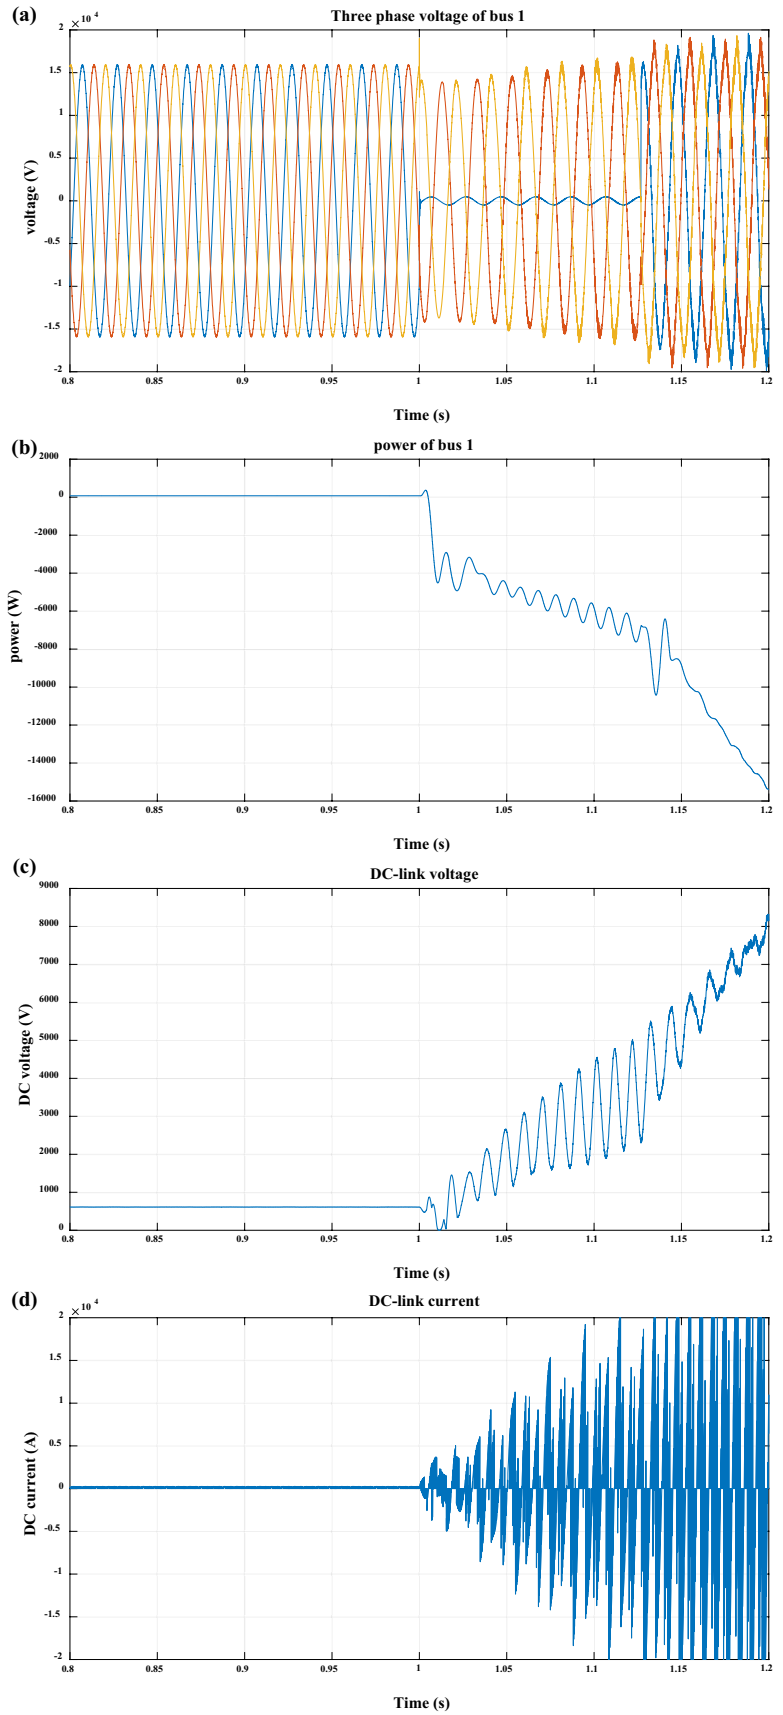 (a)
Three phase voltage of bus 1
× 10 4
2
1.5
1
0.5
0
-0.5
-1
-1.5
-2
voltage (V)
0.8 0.85 0.9 0.95 1 1.05 1.1 1.15 1.2
Time (s)
(b)
power of bus 1
2000
0
-2000
-4000
-6000
-8000
-10000
-12000
-14000
-16000
power (W)
0.8 0.85 0.9 0.95 1 1.05 1.1 1.15 1.2
Time (s)
(c)
DC-link voltage
9000
8000
7000
6000
5000
4000
3000
2000
1000
0
DC voltage (V)
0.8 0.85 0.9 0.95 1 1.05 1.1 1.15 1.2
Time (s)
(d)
DC-link current
× 10 4
2
1.5
1
0.5
0
-0.5
-1
-1.5
-2
DC current (A)
0.8 0.85 0.9 0.95 1 1.05 1.1 1.15 1.2
Time (s)